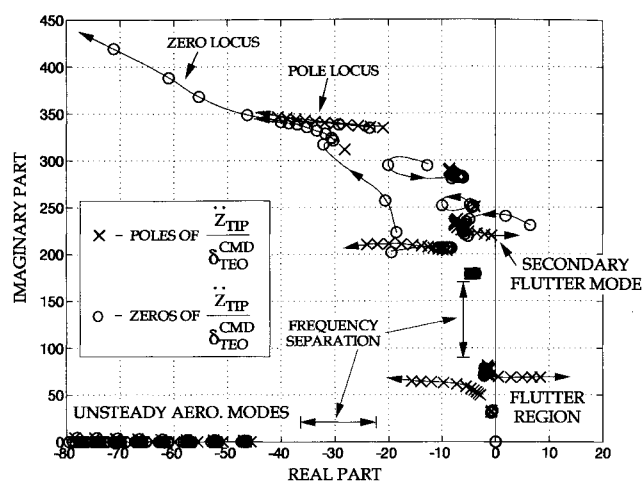 450
400
350
300
250
200
150
100
50
0
-80 -70 -60 -50 -40 -30 -20 -10 0 10 20
IMAGINARY PART
REAL PART
ZERO LOCUS
POLE LOCUS
× – POLES OF Z̈TIP / δTEO^CMD
○ – ZEROS OF Z̈TIP / δTEO^CMD
SECONDARY
FLUTTER MODE
FREQUENCY
SEPARATION
UNSTEADY AERO. MODES
FLUTTER
REGION